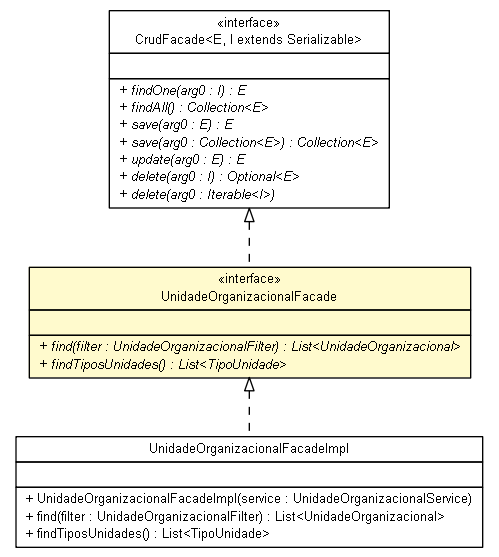 «interface»
CrudFacade<E, I extends Serializable>
+ findOne(arg0 : I) : E
+ findAll() : Collection<E>
+ save(arg0 : E) : E
+ save(arg0 : Collection<E>) : Collection<E>
+ update(arg0 : E) : E
+ delete(arg0 : I) : Optional<E>
+ delete(arg0 : Iterable<I>)
«interface»
UnidadeOrganizacionalFacade
+ find(filter : UnidadeOrganizacionalFilter) : List<UnidadeOrganizacional>
+ findTiposUnidades() : List<TipoUnidade>
UnidadeOrganizacionalFacadeImpl
+ UnidadeOrganizacionalFacadeImpl(service : UnidadeOrganizacionalService)
+ find(filter : UnidadeOrganizacionalFilter) : List<UnidadeOrganizacional>
+ findTiposUnidades() : List<TipoUnidade>